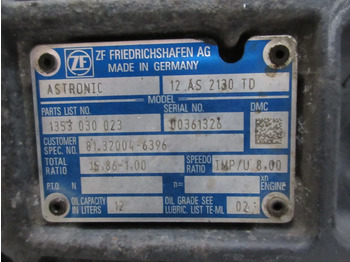 ZF
ZF FRIEDRICHSHAFEN AG
MADE IN GERMANY
ASTRONIC
12 AS 2130 TD
MODEL
PARTS LIST NO.
SERIAL NO.
DMC
1353 030 023
00361328
CUSTOMER SPEC. NO.
81.32004-6396
TOTAL RATIO
15.86-1.00
SPEEDO RATIO
IMP/U 8.00
P.T.O.
N
n=
xn ENGINE
OIL CAPACITY IN LITERS
12
OIL GRADE SEE LUBRIC. LIST TE-ML
02